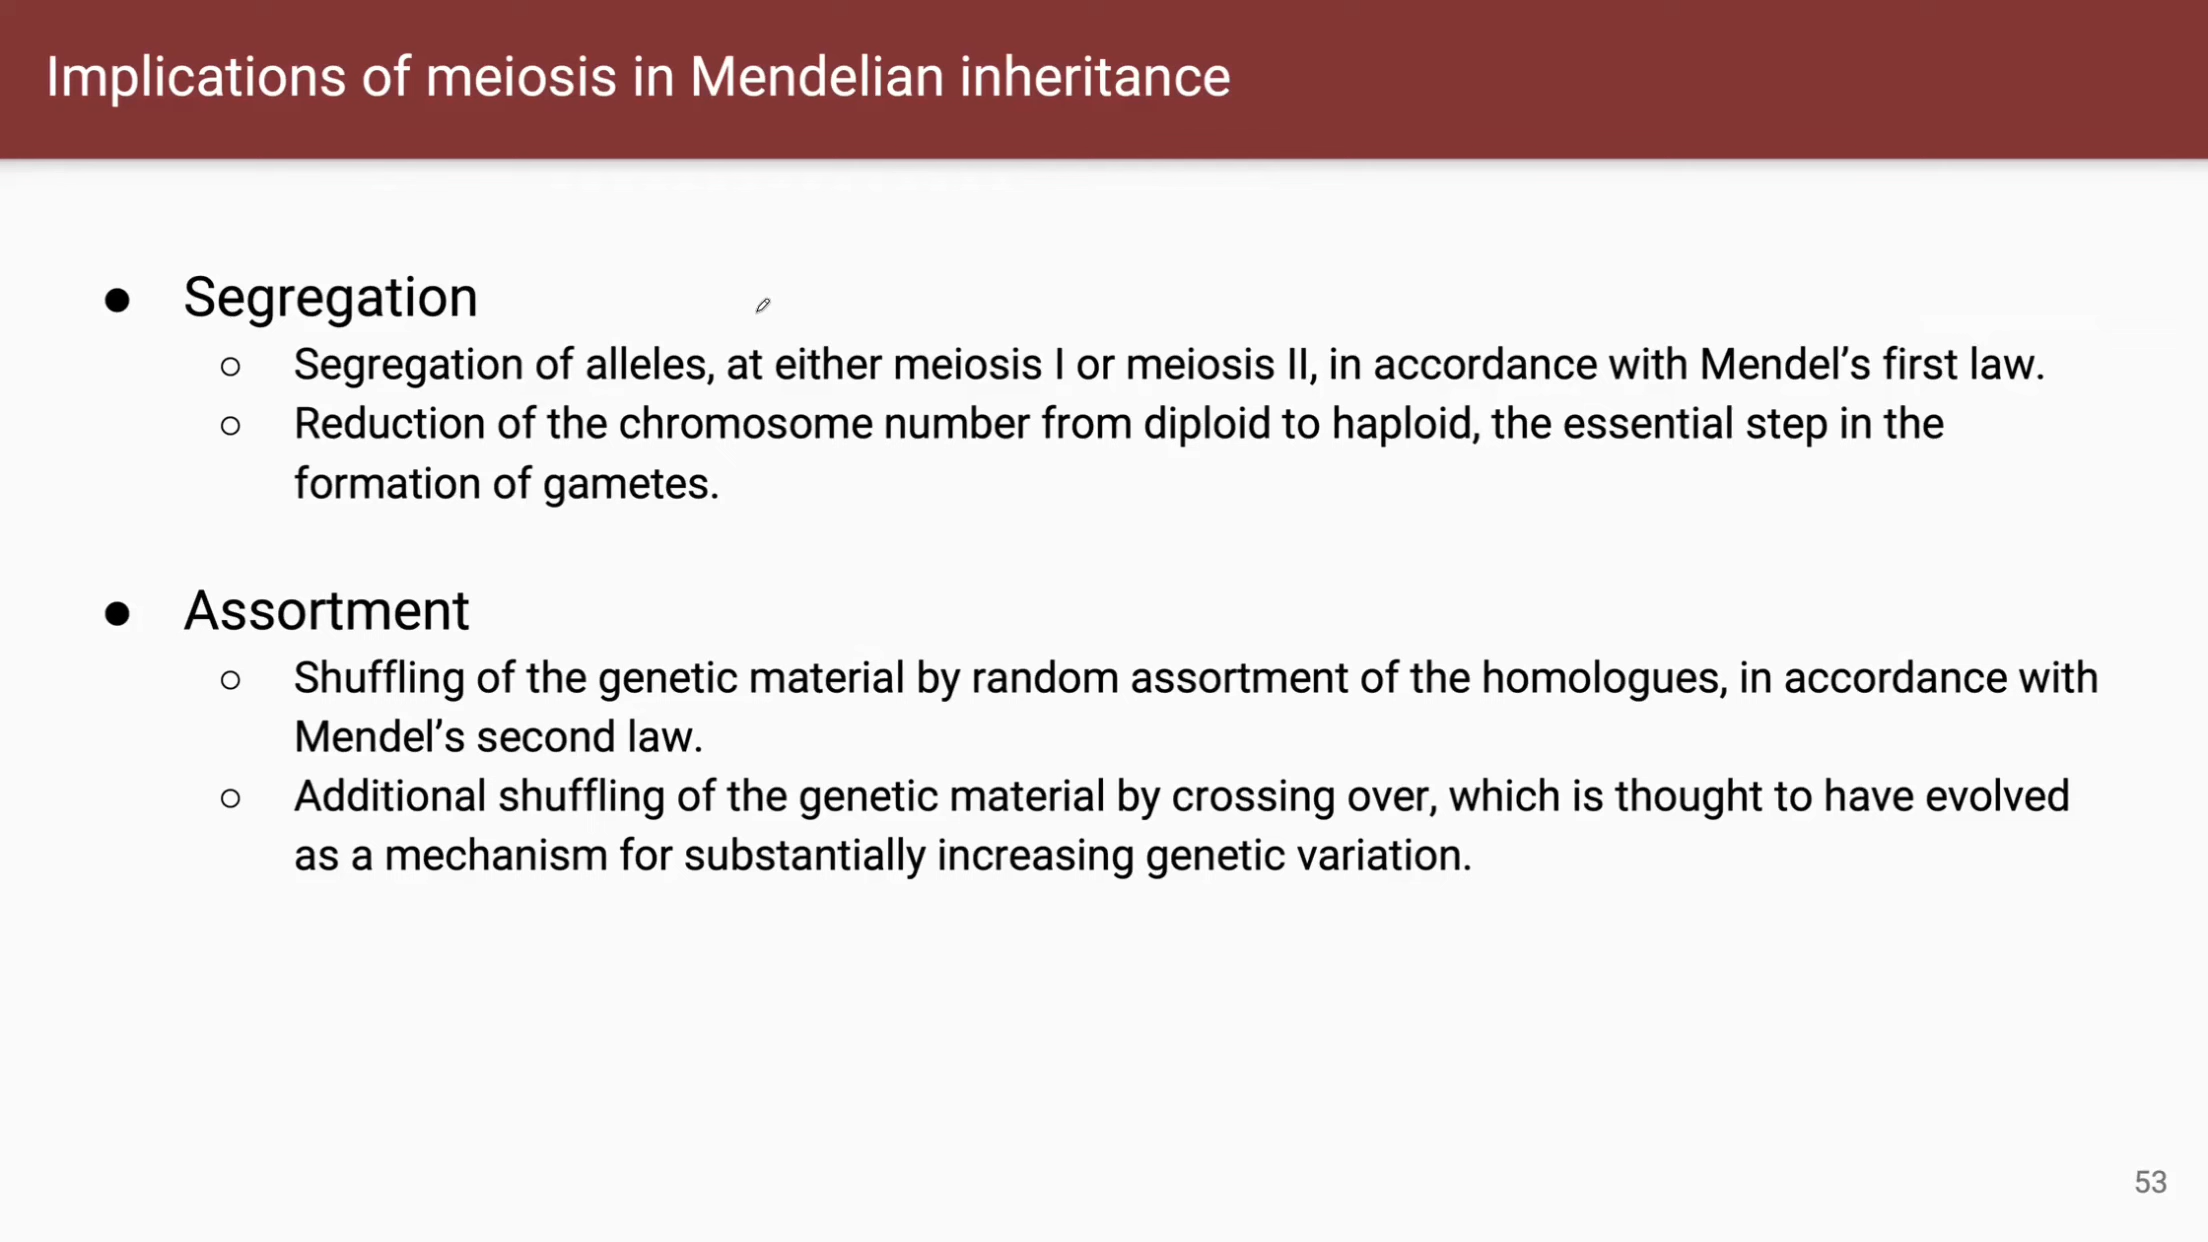 Implications of meiosis in Mendelian inheritance
● Segregation
○ Segregation of alleles, at either meiosis I or meiosis II, in accordance with Mendel’s first law.
○ Reduction of the chromosome number from diploid to haploid, the essential step in the
formation of gametes.
● Assortment
○ Shuffling of the genetic material by random assortment of the homologues, in accordance with
Mendel’s second law.
○ Additional shuffling of the genetic material by crossing over, which is thought to have evolved
as a mechanism for substantially increasing genetic variation.
53